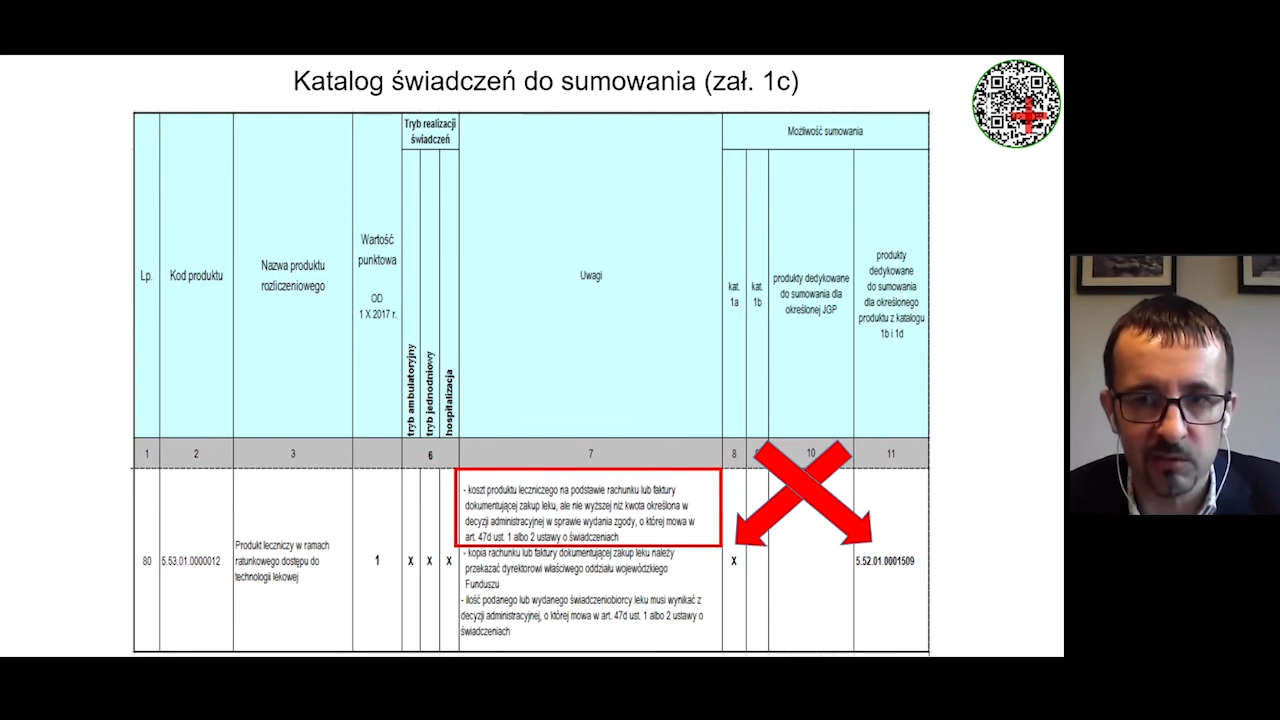 Katalog świadczeń do sumowania (zał. 1c)
Lp.
Kod produktu
Nazwa produktu
rozliczeniowego
Wartość
punktowa
OD
1 X 2017 r.
Tryb realizacji
świadczeń
tryb ambulatoryjny
tryb jednodniowy
hospitalizacja
Uwagi
Możliwość sumowania
kat.
1a
kat.
1b
produkty dedykowane
do sumowania dla
określonej JGP
produkty
dedykowane
do sumowania
dla określonego
produktu z katalogu
1b i 1d
1 2 3 6 7 8 10 11
80
5.53.01.0000012
Produkt leczniczy w ramach
ratunkowego dostępu do
technologii lekowej
1
X X X
- koszt produktu leczniczego na podstawie rachunku lub faktury
dokumentującej zakup leku, ale nie wyższej niż kwota określona w
decyzji administracyjnej w sprawie wydania zgody, o której mowa w
art. 47d ust. 1 albo 2 ustawy o świadczeniach
- kopia rachunku lub faktury dokumentującej zakup leku należy
przekazać dyrektorowi właściwego oddziału wojewódzkiego
Funduszu
- ilość podanego lub wydanego świadczeniobiorcy leku musi wynikać z
decyzji administracyjnej, o której mowa w art. 47d ust. 1 albo 2 ustawy o
świadczeniach
X
5.52.01.0001509